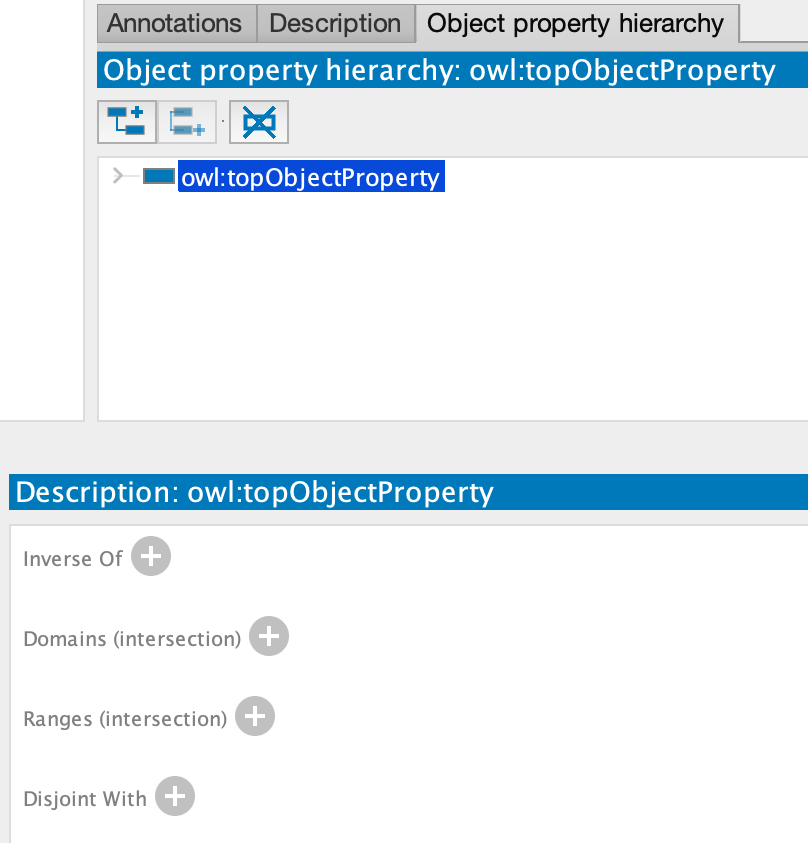 Annotations Description Object property hierarchy
Object property hierarchy: owl:topObjectProperty
owl:topObjectProperty
Description: owl:topObjectProperty
Inverse Of
Domains (intersection)
Ranges (intersection)
Disjoint With